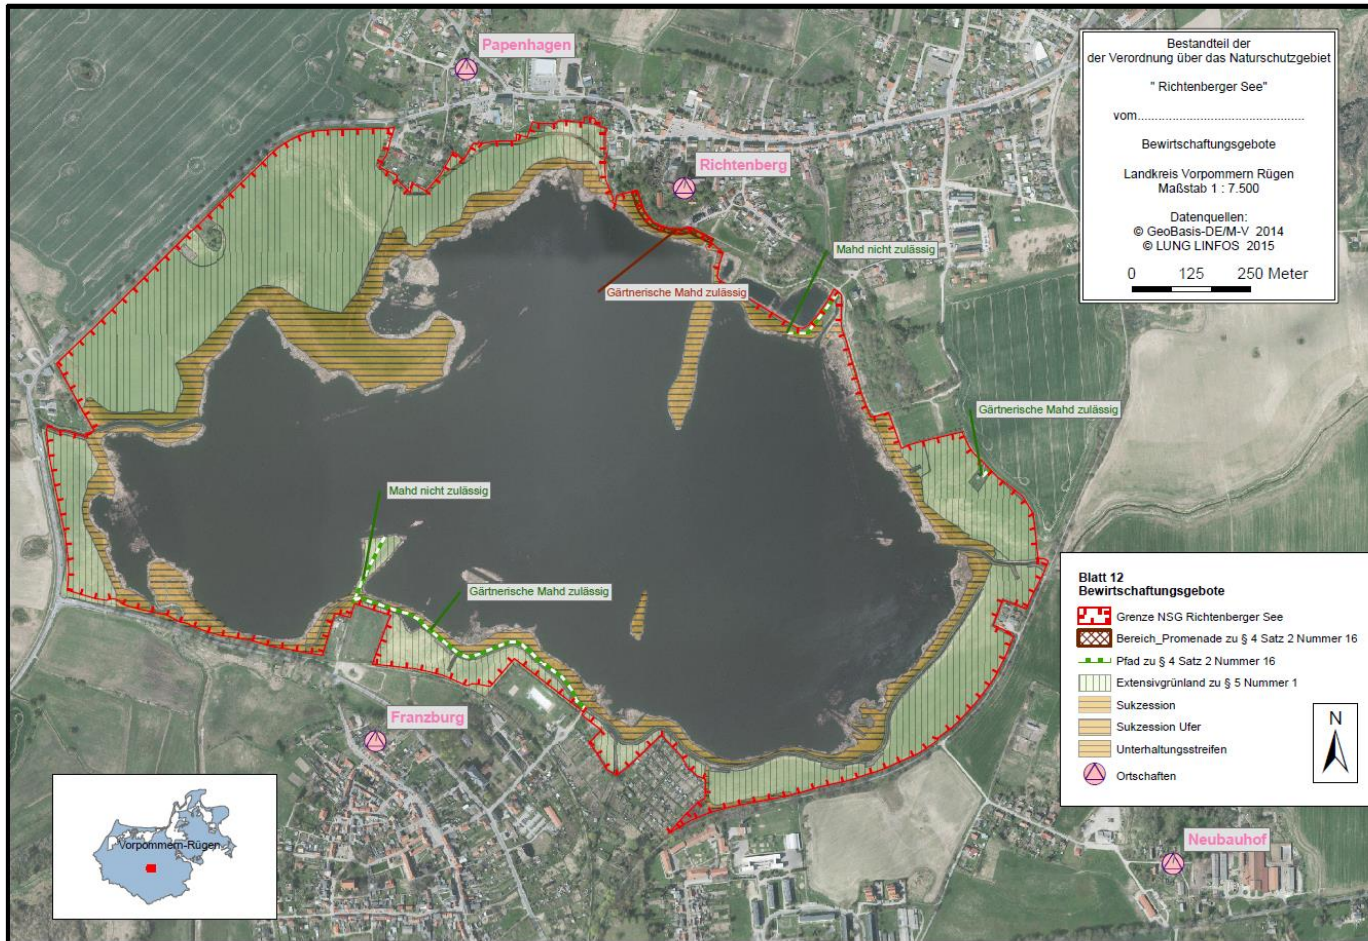 Papenhagen
Bestandteil der
der Verordnung über das Naturschutzgebiet
" Richtenberger See"
vom............................................
Bewirtschaftungsgebote
Landkreis Vorpommern Rügen
Maßstab 1 : 7.500
Datenquellen:
© GeoBasis-DE/M-V 2014
© LUNG LINFOS 2015
0 125 250 Meter
Richtenberg
Mahd nicht zulässig
Gärtnerische Mahd zulässig
Gärtnerische Mahd zulässig
Mahd nicht zulässig
Gärtnerische Mahd zulässig
Franzburg
Blatt 12
Bewirtschaftungsgebote
Grenze NSG Richtenberger See
Bereich_Promenade zu § 4 Satz 2 Nummer 16
Pfad zu § 4 Satz 2 Nummer 16
Extensivgrünland zu § 5 Nummer 1
Sukzession
Sukzession Ufer
Unterhaltungsstreifen
Ortschaften
N
Vorpommern-Rügen
Neubauhof